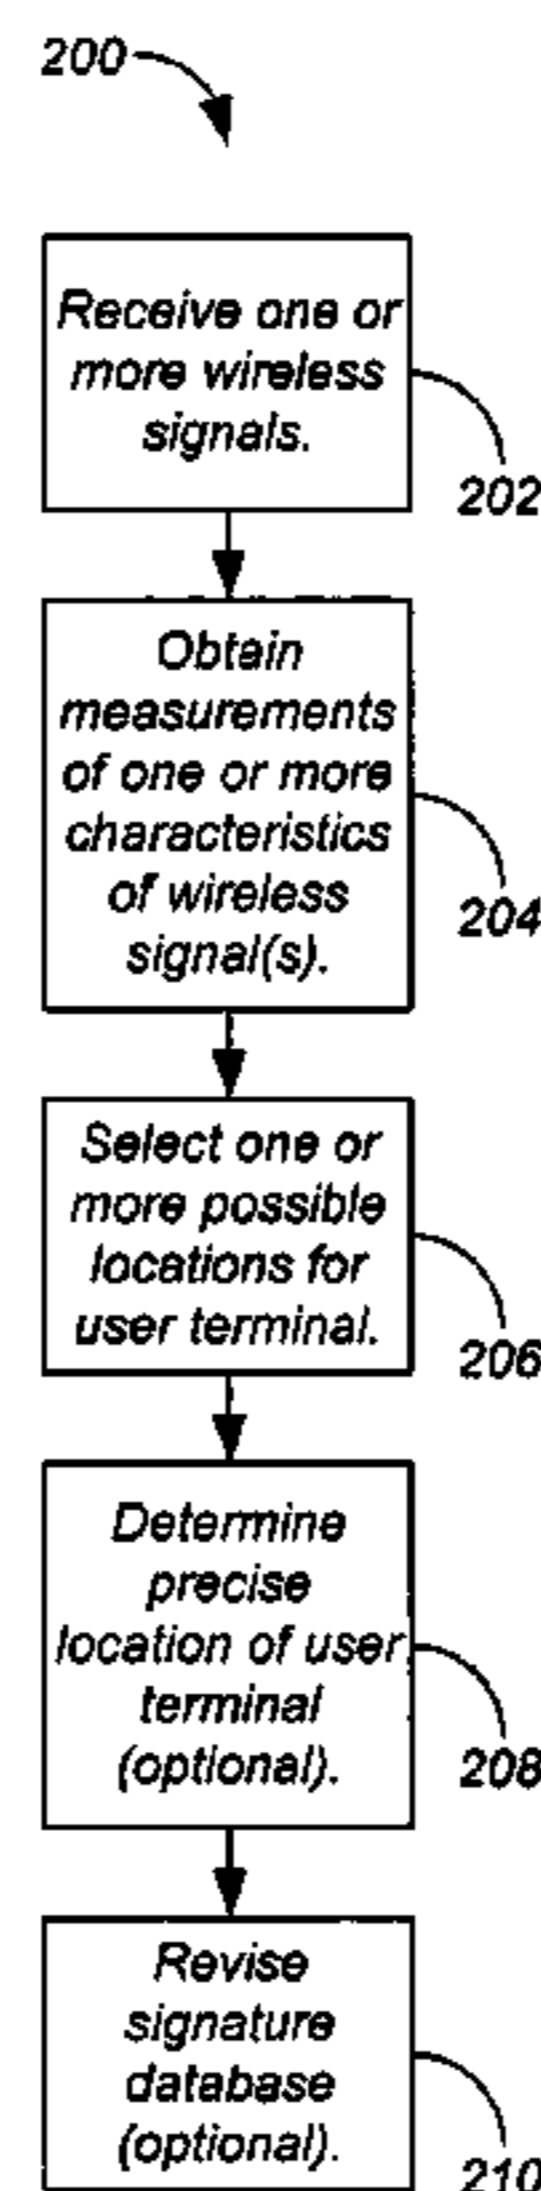 200
Receive one or
more wireless
signals.
202
Obtain
measurements
of one or more
characteristics
of wireless
signal(s).
204
Select one or
more possible
locations for
user terminal.
206
Determine
precise
location of user
terminal
(optional).
208
Revise
signature
database
(optional).
210